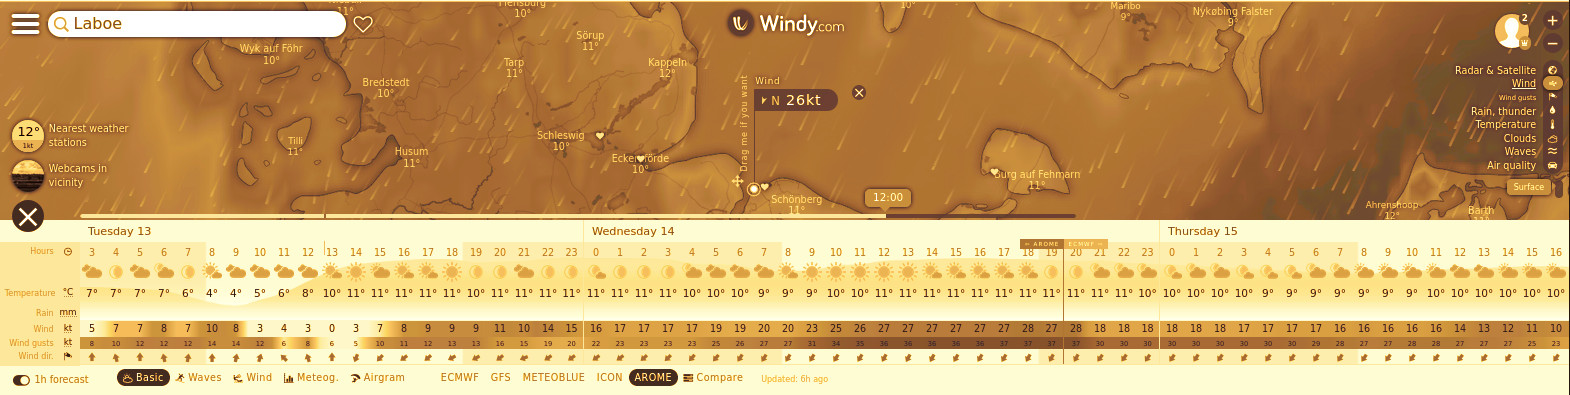 Laboe
Windy.com
Flensburg
10°
11°
10°
Maribo
9°
Nykøbing Falster
9°
2
+
−
Wyk auf Föhr
10°
Sörup
11°
Tarp
11°
Kappeln
12°
Bredstedt
10°
Radar & Satellite
Wind
Wind gusts
Rain, thunder
Temperature
Clouds
Waves
Air quality
Surface
Wind
N 26kt
Drag me if you want
12°
1kt
Nearest weather
stations
Tilli
11°
Schleswig
10°
Husum
11°
Eckernförde
10°
Webcams in
vicinity
Burg auf Fehmarn
11°
Schönberg
11°
12:00
Ahrenshoop
12°
Barth
11°
Tuesday 13 Wednesday 14 Thursday 15
← AROME ECMWF →
Hours 3 4 5 6 7 8 9 10 11 12 13 14 15 16 17 18 19 20 21 22 23 0 1 2 3 4 5 6 7 8 9 10 11 12 13 14 15 16 17 18 19 20 21 22 23 0 1 2 3 4 5 6 7 8 9 10 11 12 13 14 15 16
Temperature °C 7° 7° 7° 7° 6° 4° 4° 5° 6° 8° 10° 11° 11° 11° 11° 11° 11° 11° 11° 11° 11° 11° 11° 11° 11° 10° 10° 10° 9° 9° 9° 10° 10° 11° 11° 11° 11° 11° 11° 11° 11° 11° 11° 10° 10° 10° 10° 10° 10° 9° 9° 9° 9° 9° 9° 9° 10° 10° 10° 10° 10° 10°
Rain mm
Wind kt 5 7 7 8 7 10 8 3 4 3 0 3 7 8 9 9 9 11 10 14 15 16 17 17 17 17 19 19 20 20 23 25 26 27 27 27 27 27 27 28 27 28 18 18 18 18 18 18 17 17 17 16 17 16 16 16 16 14 13 12 11 10
Wind gusts kt 8 10 12 12 12 14 14 12 6 8 6 5 10 11 12 13 13 16 15 19 20 22 23 23 23 23 25 26 27 27 31 34 35 36 36 36 36 36 37 37 37 37 30 30 30 30 30 30 30 30 30 29 28 27 28 28 28 27 27 27 25 23
Wind dir.
1h forecast
Basic Waves Wind Meteog. Airgram ECMWF GFS METEOBLUE ICON AROME Compare Updated: 6h ago